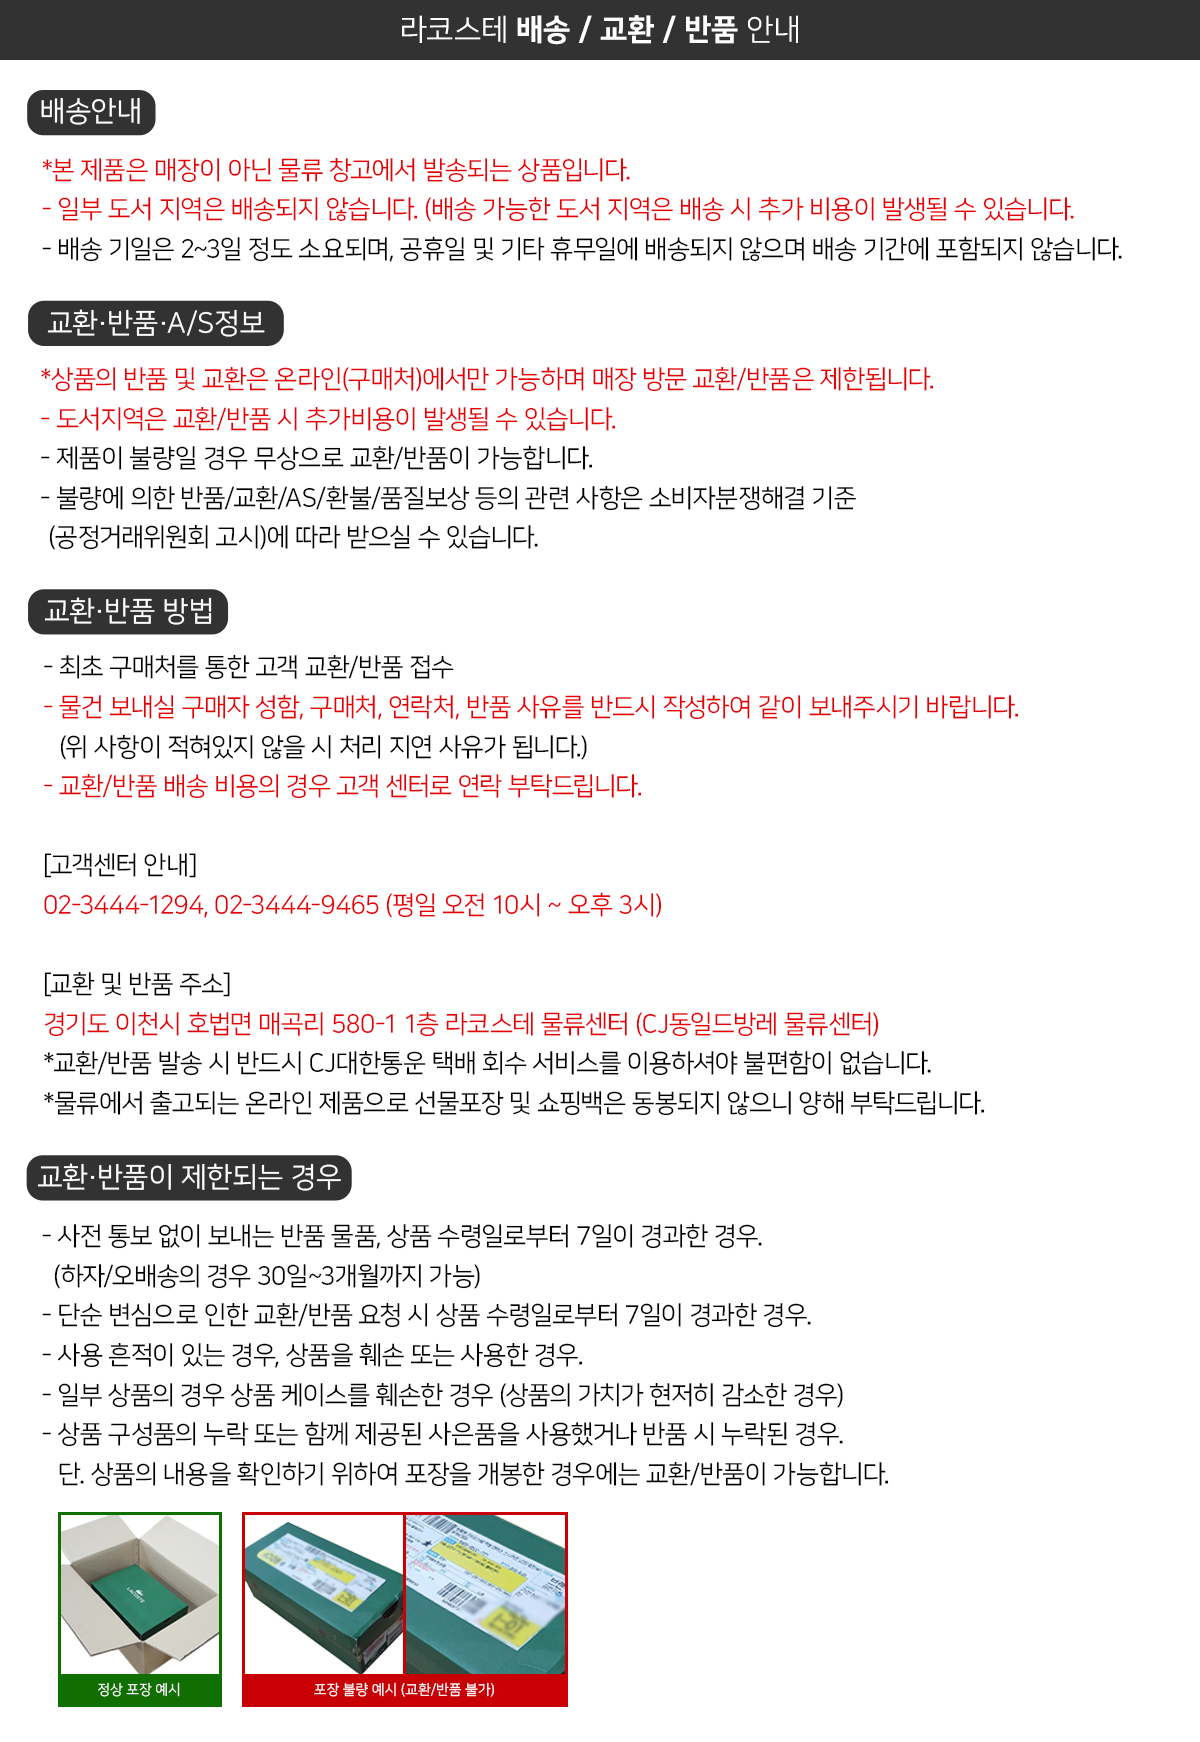 라코스테 배송 / 교환 / 반품 안내
배송안내
*본 제품은 매장이 아닌 물류 창고에서 발송되는 상품입니다.
- 일부 도서 지역은 배송되지 않습니다. (배송 가능한 도서 지역은 배송 시 추가 비용이 발생될 수 있습니다.
- 배송 기일은 2~3일 정도 소요되며, 공휴일 및 기타 휴무일에 배송되지 않으며 배송 기간에 포함되지 않습니다.
교환·반품·A/S정보
*상품의 반품 및 교환은 온라인(구매처)에서만 가능하며 매장 방문 교환/반품은 제한됩니다.
- 도서지역은 교환/반품 시 추가비용이 발생될 수 있습니다.
- 제품이 불량일 경우 무상으로 교환/반품이 가능합니다.
- 불량에 의한 반품/교환/AS/환불/품질보상 등의 관련 사항은 소비자분쟁해결 기준
(공정거래위원회 고시)에 따라 받으실 수 있습니다.
교환·반품 방법
- 최초 구매처를 통한 고객 교환/반품 접수
- 물건 보내실 구매자 성함, 구매처, 연락처, 반품 사유를 반드시 작성하여 같이 보내주시기 바랍니다.
(위 사항이 적혀있지 않을 시 처리 지연 사유가 됩니다.)
- 교환/반품 배송 비용의 경우 고객 센터로 연락 부탁드립니다.
[고객센터 안내]
02-3444-1294, 02-3444-9465 (평일 오전 10시 ~ 오후 3시)
[교환 및 반품 주소]
경기도 이천시 호법면 매곡리 580-1 1층 라코스테 물류센터 (CJ동일드방레 물류센터)
*교환/반품 발송 시 반드시 CJ대한통운 택배 회수 서비스를 이용하셔야 불편함이 없습니다.
*물류에서 출고되는 온라인 제품으로 선물포장 및 쇼핑백은 동봉되지 않으니 양해 부탁드립니다.
교환·반품이 제한되는 경우
- 사전 통보 없이 보내는 반품 물품, 상품 수령일로부터 7일이 경과한 경우.
(하자/오배송의 경우 30일~3개월까지 가능)
- 단순 변심으로 인한 교환/반품 요청 시 상품 수령일로부터 7일이 경과한 경우.
- 사용 흔적이 있는 경우, 상품을 훼손 또는 사용한 경우.
- 일부 상품의 경우 상품 케이스를 훼손한 경우 (상품의 가치가 현저히 감소한 경우)
- 상품 구성품의 누락 또는 함께 제공된 사은품을 사용했거나 반품 시 누락된 경우.
단. 상품의 내용을 확인하기 위하여 포장을 개봉한 경우에는 교환/반품이 가능합니다.
LACOSTE
정상 포장 예시
포장 불량 예시 (교환/반품 불가)